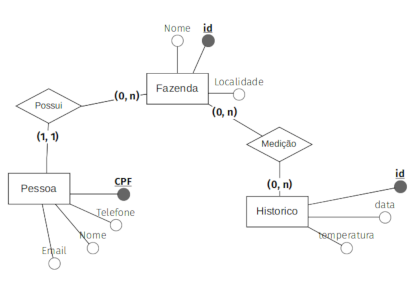 Nome
id
Fazenda
Localidade
(0, n)
Possui
(0, n)
(1, 1)
Medição
CPF
(0, n)
id
Pessoa
Telefone
Historico
data
Nome
temperatura
Email